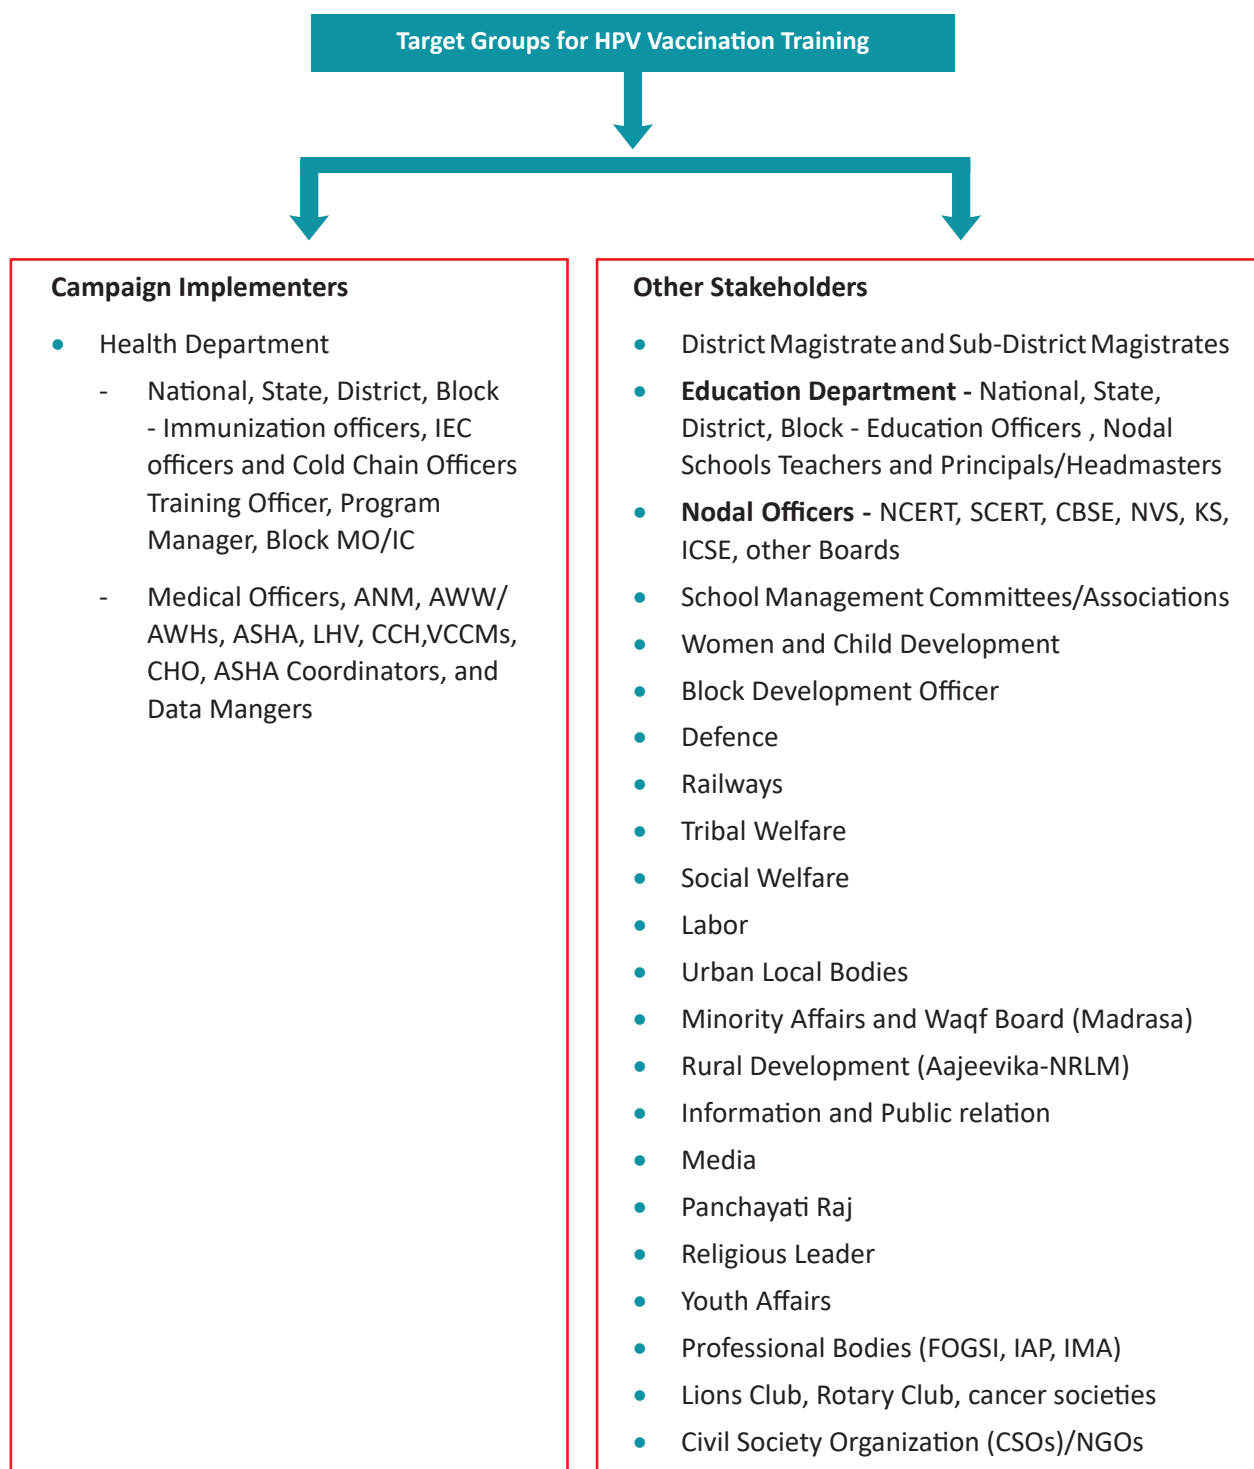 Target Groups for HPV Vaccination Training
Campaign Implementers
• Health Department
- National, State, District, Block
- Immunization officers, IEC
officers and Cold Chain Officers
Training Officer, Program
Manager, Block MO/IC
- Medical Officers, ANM, AWW/
AWHs, ASHA, LHV, CCH,VCCMs,
CHO, ASHA Coordinators, and
Data Mangers
Other Stakeholders
• District Magistrate and Sub-District Magistrates
• Education Department - National, State,
District, Block - Education Officers , Nodal
Schools Teachers and Principals/Headmasters
• Nodal Officers - NCERT, SCERT, CBSE, NVS, KS,
ICSE, other Boards
• School Management Committees/Associations
• Women and Child Development
• Block Development Officer
• Defence
• Railways
• Tribal Welfare
• Social Welfare
• Labor
• Urban Local Bodies
• Minority Affairs and Waqf Board (Madrasa)
• Rural Development (Aajeevika-NRLM)
• Information and Public relation
• Media
• Panchayati Raj
• Religious Leader
• Youth Affairs
• Professional Bodies (FOGSI, IAP, IMA)
• Lions Club, Rotary Club, cancer societies
• Civil Society Organization (CSOs)/NGOs